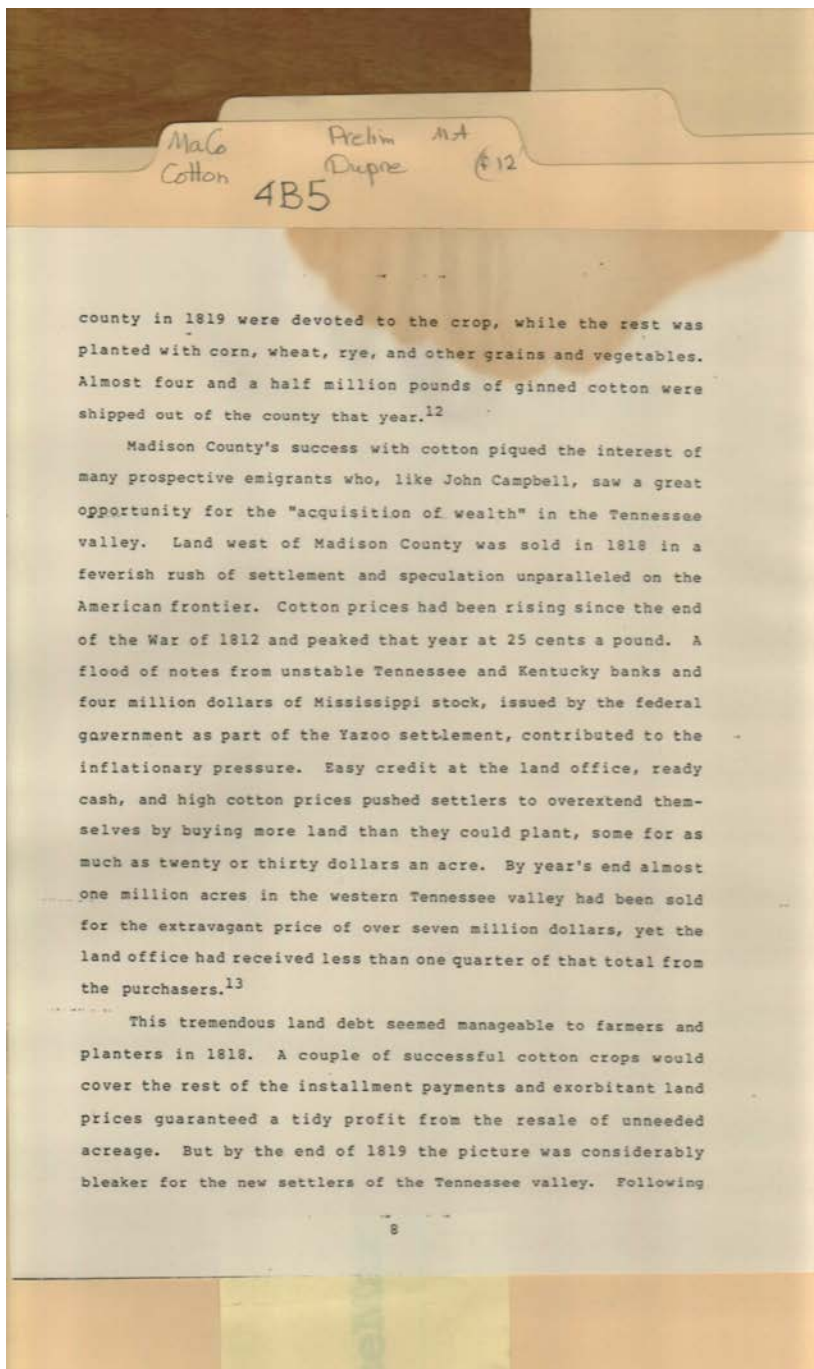 MaCo Prelim MA
Cotton Dupre
4B5
county in 1819 were devoted to the crop, while the rest was
planted with corn, wheat, rye, and other grains and vegetables.
Almost four and a half million pounds of ginned cotton were
shipped out of the county that year.12
Madison County's success with cotton piqued the interest of
many prospective emigrants who, like John Campbell, saw a great
opportunity for the "acquisition of wealth" in the Tennessee
valley. Land west of Madison County was sold in 1818 in a
feverish rush of settlement and speculation unparalleled on the
American frontier. Cotton prices had been rising since the end
of the War of 1812 and peaked that year at 25 cents a pound. A
flood of notes from unstable Tennessee and Kentucky banks and
four million dollars of Mississippi stock, issued by the federal
government as part of the Yazoo settlement, contributed to the
inflationary pressure. Easy credit at the land office, ready
cash, and high cotton prices pushed settlers to overextend them-
selves by buying more land than they could plant, some for as
much as twenty or thirty dollars an acre. By year's end almost
one million acres in the western Tennessee valley had been sold
for the extravagant price of over seven million dollars, yet the
land office had received less than one quarter of that total from
the purchasers.13
This tremendous land debt seemed manageable to farmers and
planters in 1818. A couple of successful cotton crops would
cover the rest of the installment payments and exorbitant land
prices guaranteed a tidy profit from the resale of unneeded
acreage. But by the end of 1819 the picture was considerably
bleaker for the new settlers of the Tennessee valley. Following
8